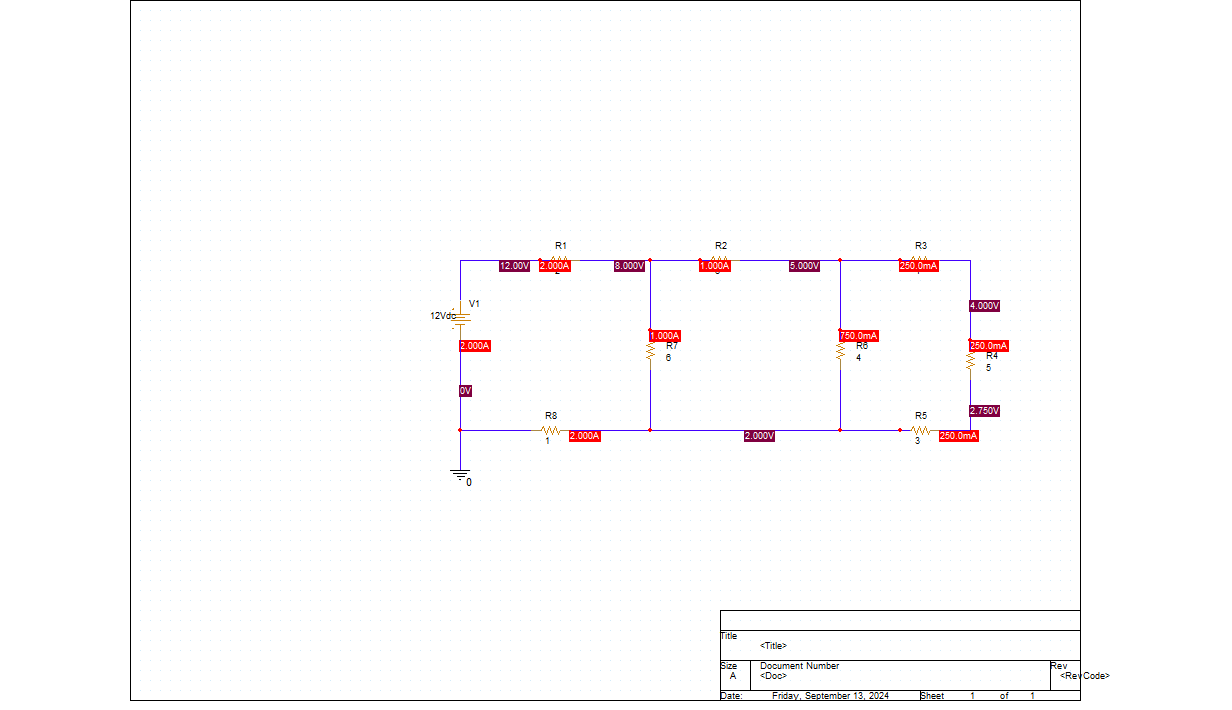 R1 R2 R3
12.00V 2.000A 8.000V 1.000A 5.000V 250.0mA
V1
12Vdc
4.000V
1.000A 750.0mA
2.000A R7 R6 250.0mA
6 4 R4
5
0V
2.750V
R8 R5
2.000A 2.000V 250.0mA
1 3
0
Title
<Title>
Size Document Number Rev
A <Doc> <RevCode>
Date: Friday, September 13, 2024 Sheet 1 of 1